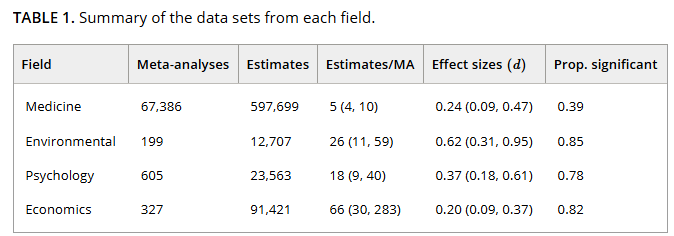 TABLE 1. Summary of the data sets from each field.
Field Meta-analyses Estimates Estimates/MA Effect sizes (d) Prop. significant
Medicine 67,386 597,699 5 (4, 10) 0.24 (0.09, 0.47) 0.39
Environmental 199 12,707 26 (11, 59) 0.62 (0.31, 0.95) 0.85
Psychology 605 23,563 18 (9, 40) 0.37 (0.18, 0.61) 0.78
Economics 327 91,421 66 (30, 283) 0.20 (0.09, 0.37) 0.82